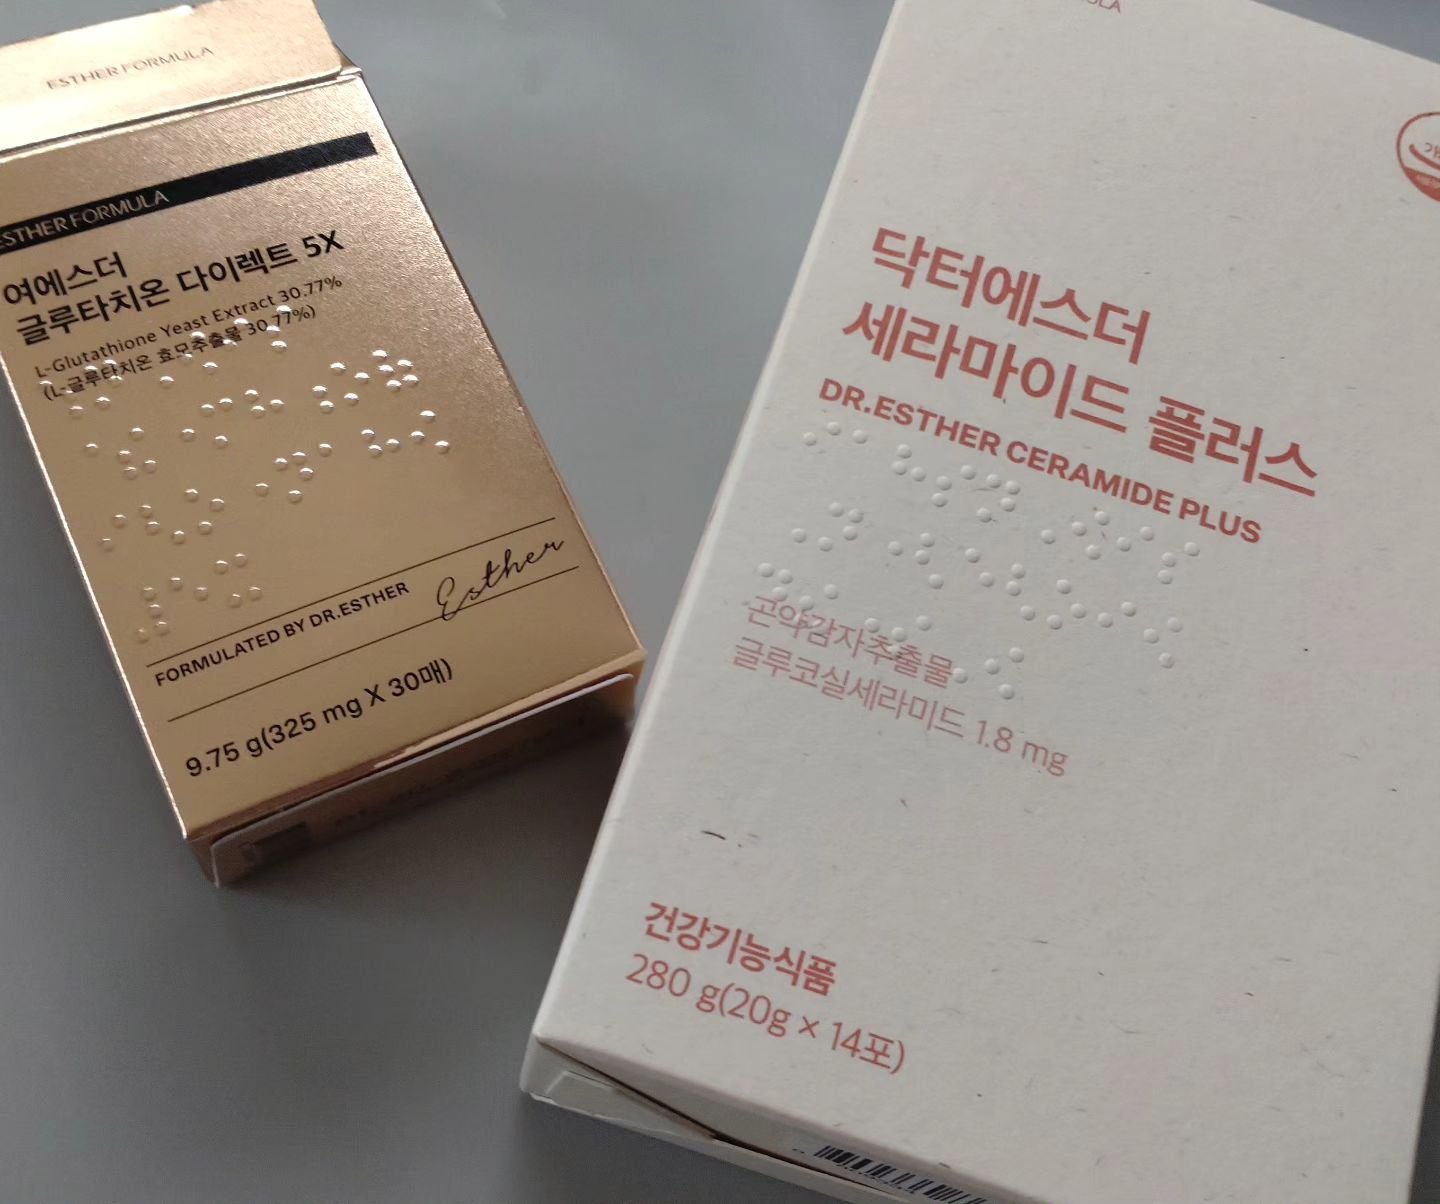 ESTHER FORMULA
ESTHER FORMULA
여에스더
글루타치온 다이렉트 5X
L-Glutathione Yeast Extract 30.77%
(L-글루타치온 효모추출물 30.77%)
FORMULATED BY DR.ESTHER
Esther
9.75 g(325 mg X 30매)
닥터에스더
세라마이드 플러스
DR.ESTHER CERAMIDE PLUS
곤약감자추출물
글루코실세라미드 1.8 mg
건강기능식품
280 g(20g × 14포)